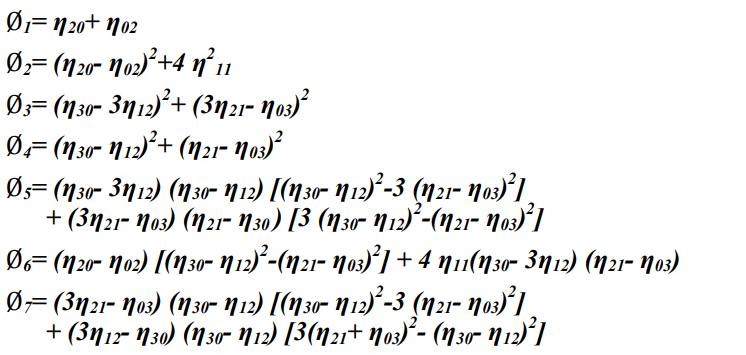 Ø₁= η₂₀+ η₀₂
Ø₂= (η₂₀- η₀₂)²+4 η²₁₁
Ø₃= (η₃₀- 3η₁₂)²+ (3η₂₁- η₀₃)²
Ø₄= (η₃₀- η₁₂)²+ (η₂₁- η₀₃)²
Ø₅= (η₃₀- 3η₁₂) (η₃₀- η₁₂) [(η₃₀- η₁₂)²-3 (η₂₁- η₀₃)²]
+ (3η₂₁- η₀₃) (η₂₁- η₃₀) [3 (η₃₀- η₁₂)²-(η₂₁- η₀₃)²]
Ø₆= (η₂₀- η₀₂) [(η₃₀- η₁₂)²-(η₂₁- η₀₃)²] + 4 η₁₁(η₃₀- 3η₁₂) (η₂₁- η₀₃)
Ø₇= (3η₂₁- η₀₃) (η₃₀- η₁₂) [(η₃₀- η₁₂)²-3 (η₂₁- η₀₃)²]
+ (3η₁₂- η₃₀) (η₃₀- η₁₂) [3(η₂₁+ η₀₃)²- (η₃₀- η₁₂)²]